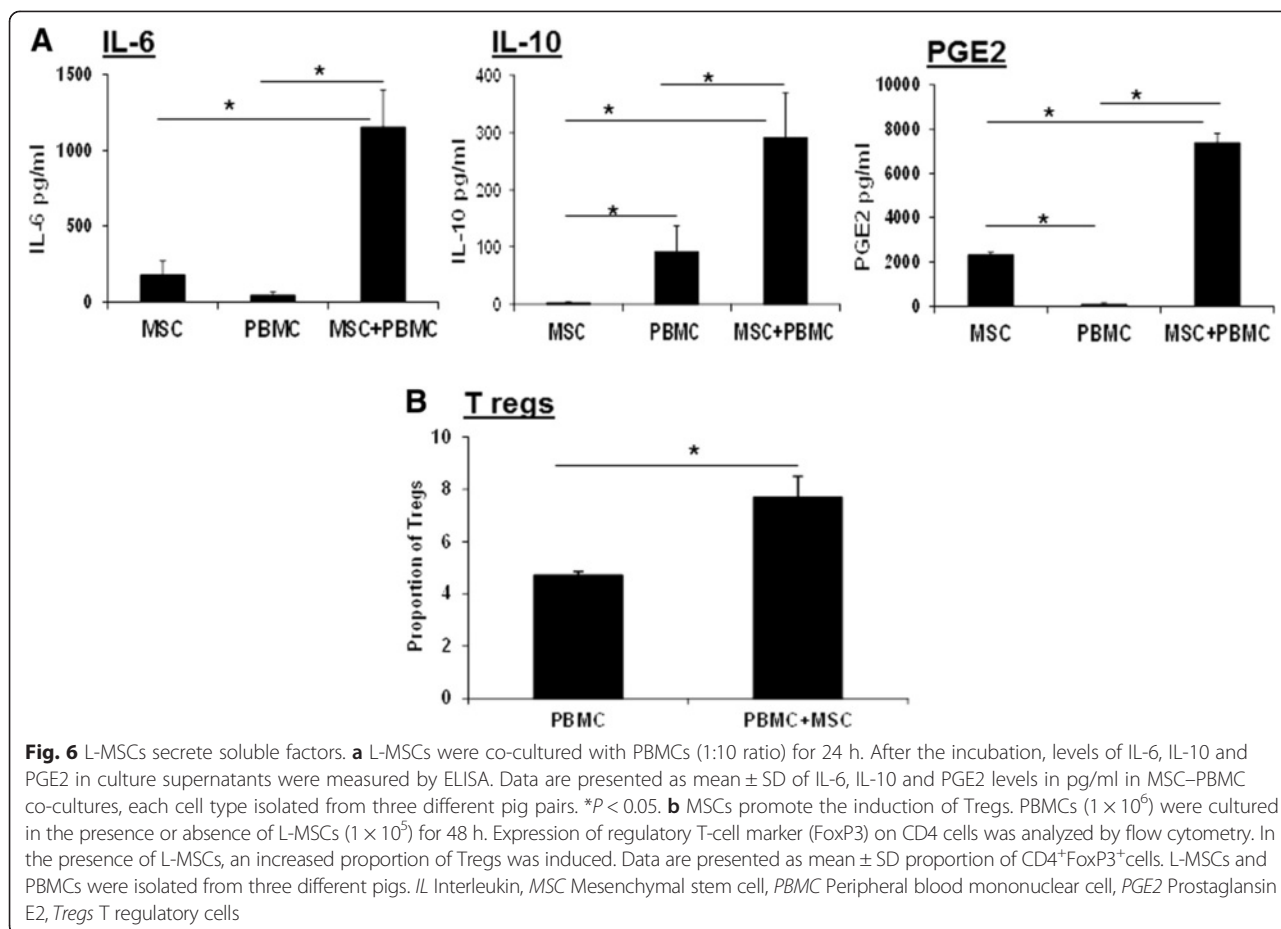 A
IL-6
IL-6 pg/ml
1500
1000
500
0
*
*
MSC
PBMC
MSC+PBMC
IL-10
IL-10 pg/ml
400
300
200
100
0
*
*
*
MSC
PBMC
MSC+PBMC
PGE2
PGE2 pg/ml
10000
8000
6000
4000
2000
0
*
*
*
MSC
PBMC
MSC+PBMC
B
T regs
Proportion of Tregs
10
8
6
4
2
0
*
PBMC
PBMC+MSC
Fig. 6 L-MSCs secrete soluble factors. a L-MSCs were co-cultured with PBMCs (1:10 ratio) for 24 h. After the incubation, levels of IL-6, IL-10 and
PGE2 in culture supernatants were measured by ELISA. Data are presented as mean ± SD of IL-6, IL-10 and PGE2 levels in pg/ml in MSC–PBMC
co-cultures, each cell type isolated from three different pig pairs. *P < 0.05. b MSCs promote the induction of Tregs. PBMCs (1 × 10⁶) were cultured
in the presence or absence of L-MSCs (1 × 10⁵) for 48 h. Expression of regulatory T-cell marker (FoxP3) on CD4 cells was analyzed by flow cytometry. In
the presence of L-MSCs, an increased proportion of Tregs was induced. Data are presented as mean ± SD proportion of CD4⁺FoxP3⁺cells. L-MSCs and
PBMCs were isolated from three different pigs. IL Interleukin, MSC Mesenchymal stem cell, PBMC Peripheral blood mononuclear cell, PGE2 Prostaglansin
E2, Tregs T regulatory cells